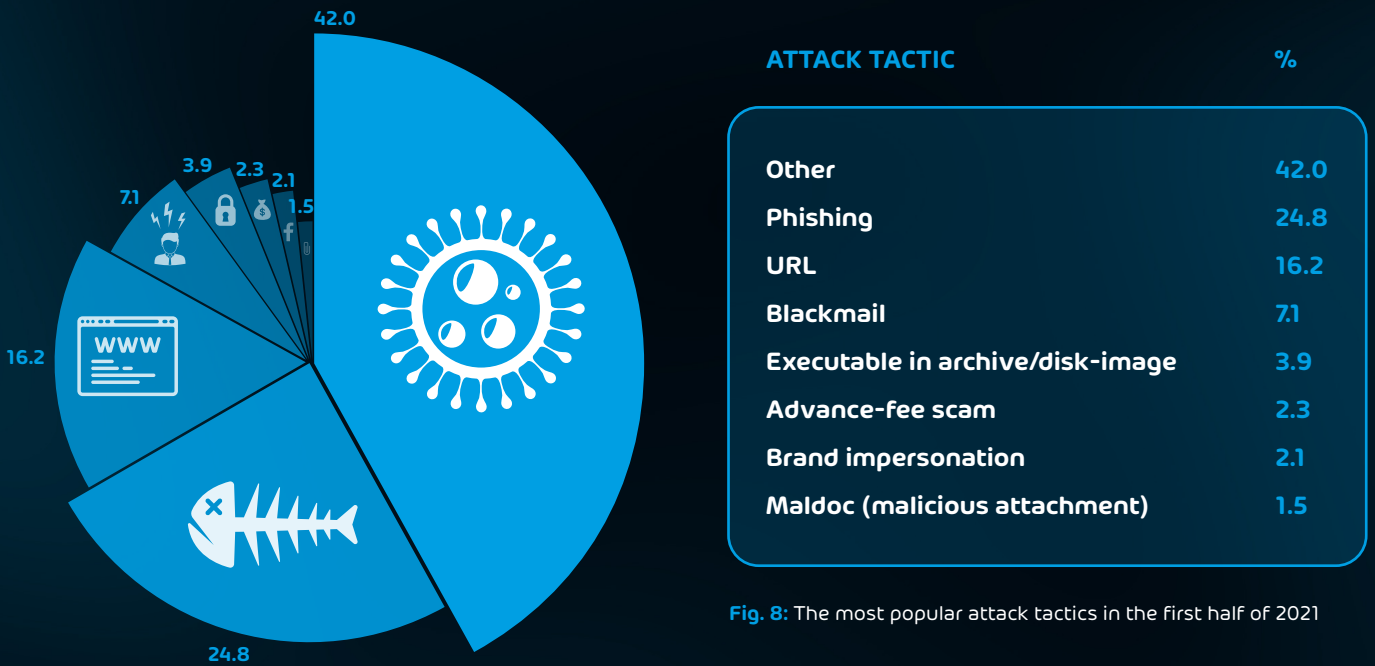 42.0
3.9
2.3
2.1
7.1
1.5
16.2
WWW
24.8
ATTACK TACTIC %
Other 42.0
Phishing 24.8
URL 16.2
Blackmail 7.1
Executable in archive/disk-image 3.9
Advance-fee scam 2.3
Brand impersonation 2.1
Maldoc (malicious attachment) 1.5
Fig. 8: The most popular attack tactics in the first half of 2021